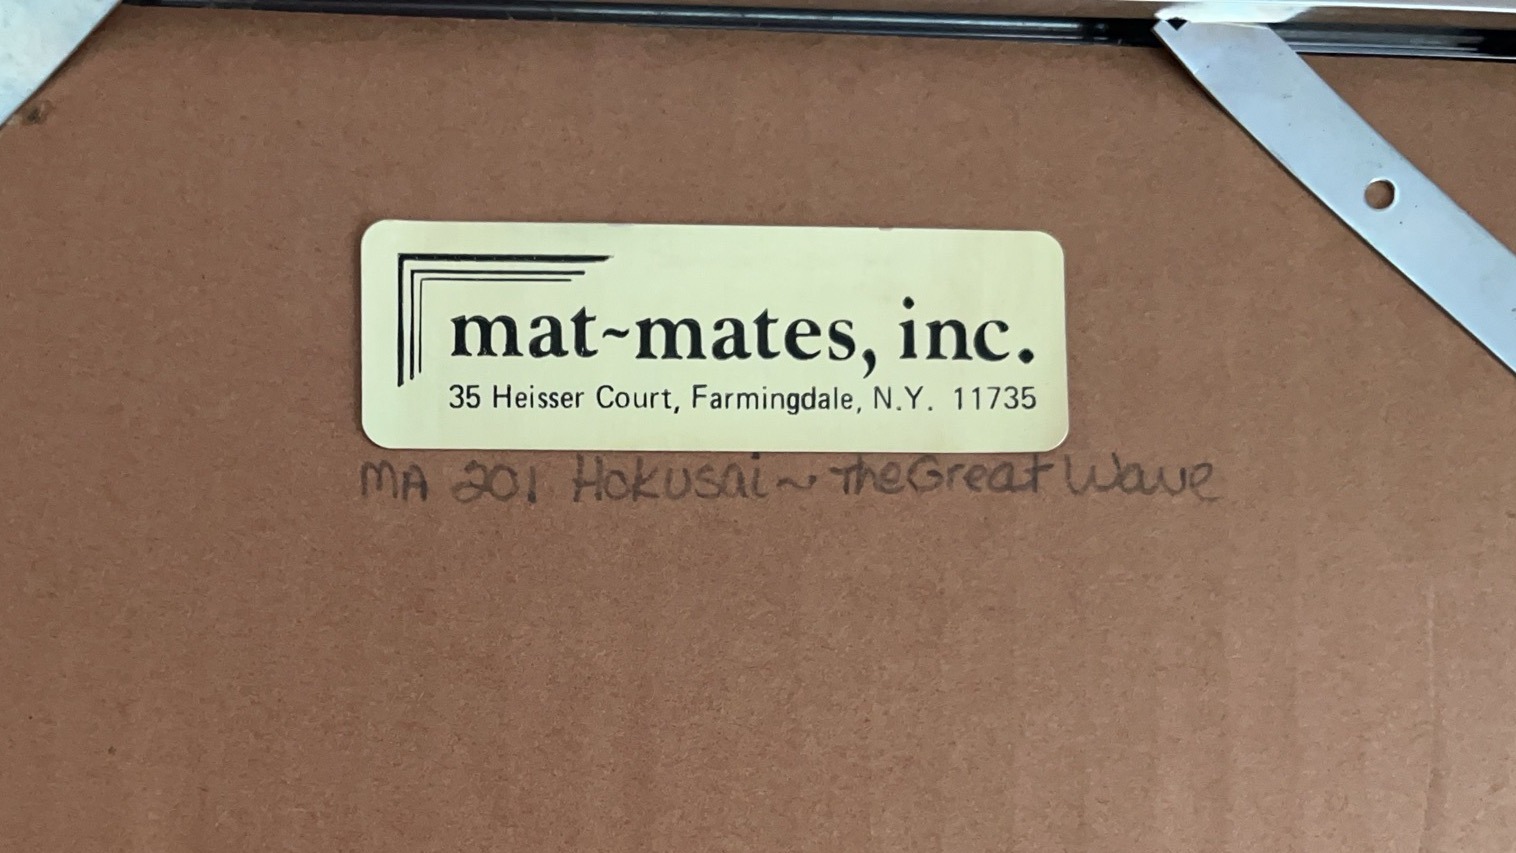 mat~mates, inc.
35 Heisser Court, Farmingdale, N.Y. 11735
MA 201 Hokusai ~ The Great Wave